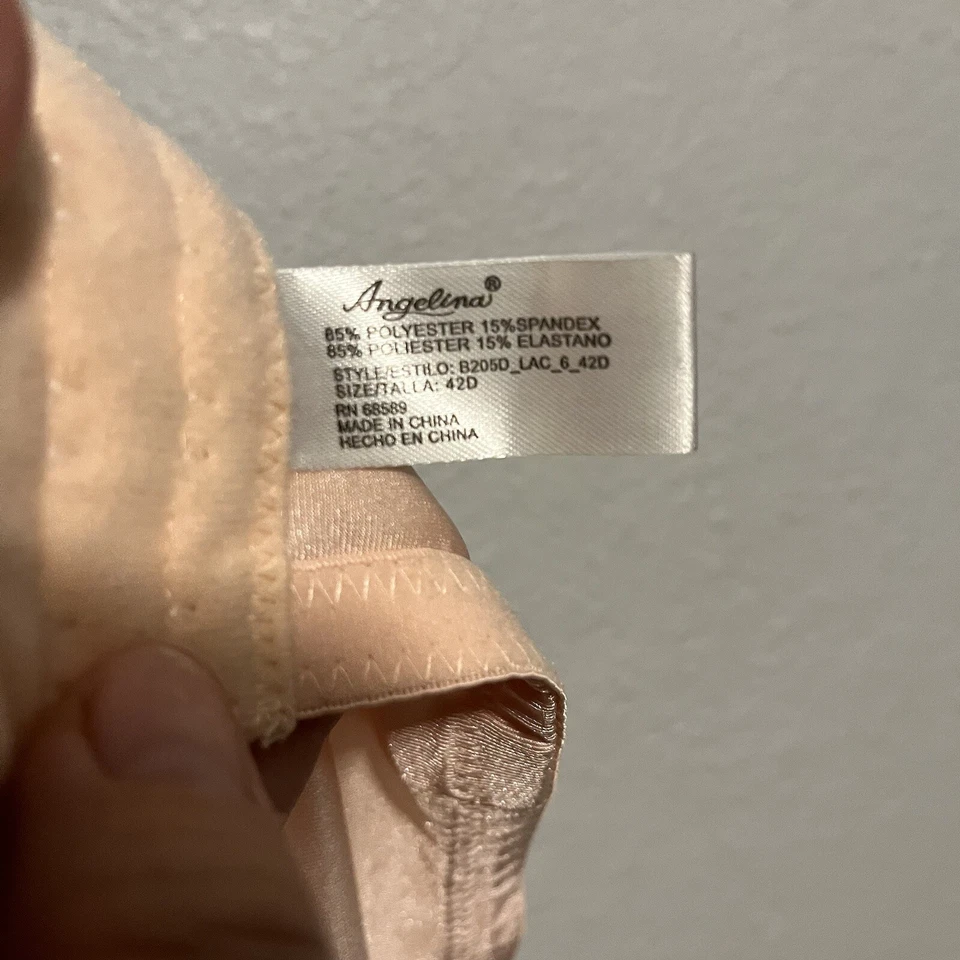 Angelina®
85% POLYESTER 15%SPANDEX
85% POLIESTER 15% ELASTANO
STYLE/ESTILO: B205D_LAC_6_42D
SIZE/TALLA: 42D
RN 68589
MADE IN CHINA
HECHO EN CHINA